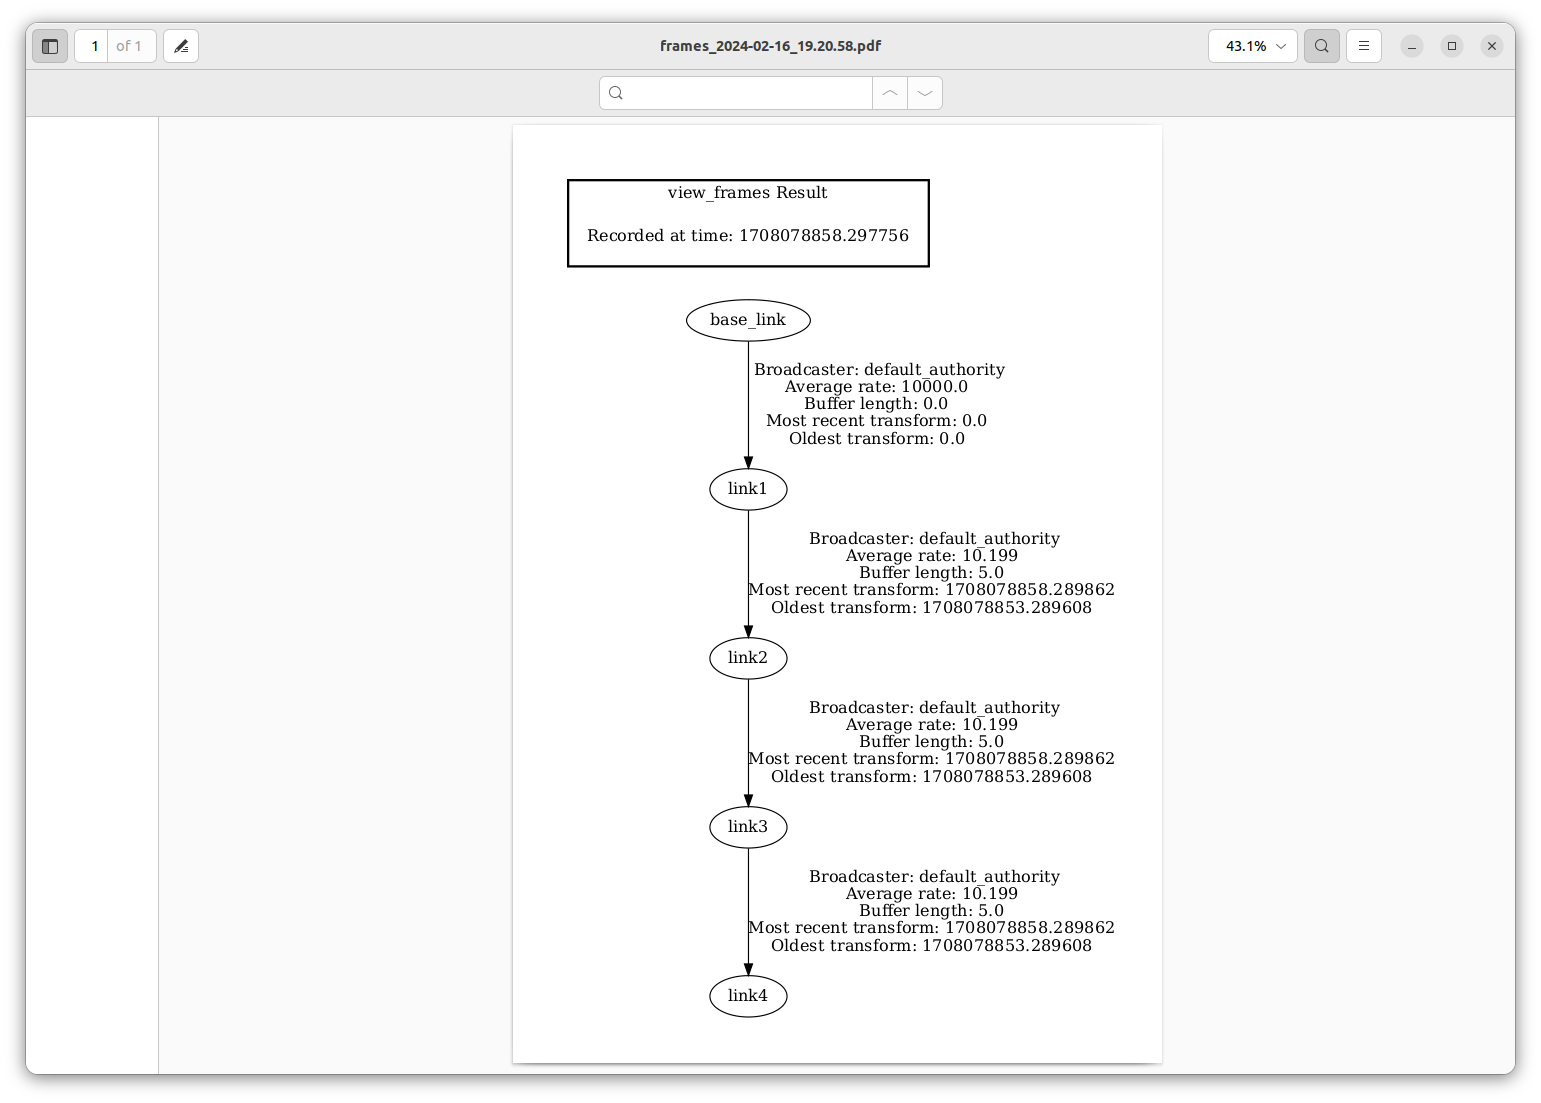 1 of 1
frames_2024-02-16_19.20.58.pdf
43.1%
view_frames Result
Recorded at time: 1708078858.297756
base_link
Broadcaster: default_authority
Average rate: 10000.0
Buffer length: 0.0
Most recent transform: 0.0
Oldest transform: 0.0
link1
Broadcaster: default_authority
Average rate: 10.199
Buffer length: 5.0
Most recent transform: 1708078858.289862
Oldest transform: 1708078853.289608
link2
Broadcaster: default_authority
Average rate: 10.199
Buffer length: 5.0
Most recent transform: 1708078858.289862
Oldest transform: 1708078853.289608
link3
Broadcaster: default_authority
Average rate: 10.199
Buffer length: 5.0
Most recent transform: 1708078858.289862
Oldest transform: 1708078853.289608
link4